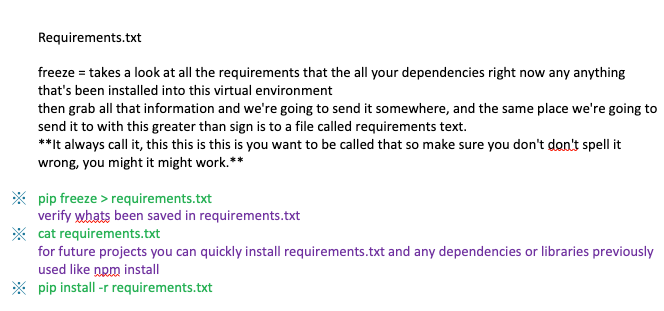 Requirements.txt
freeze = takes a look at all the requirements that the all your dependencies right now any anything
that's been installed into this virtual environment
then grab all that information and we're going to send it somewhere, and the same place we're going to
send it to with this greater than sign is to a file called requirements text.
**It always call it, this this is this is you want to be called that so make sure you don't don't spell it
wrong, you might it might work.**
※ pip freeze > requirements.txt
verify whats been saved in requirements.txt
※ cat requirements.txt
for future projects you can quickly install requirements.txt and any dependencies or libraries previously
used like npm install
※ pip install -r requirements.txt